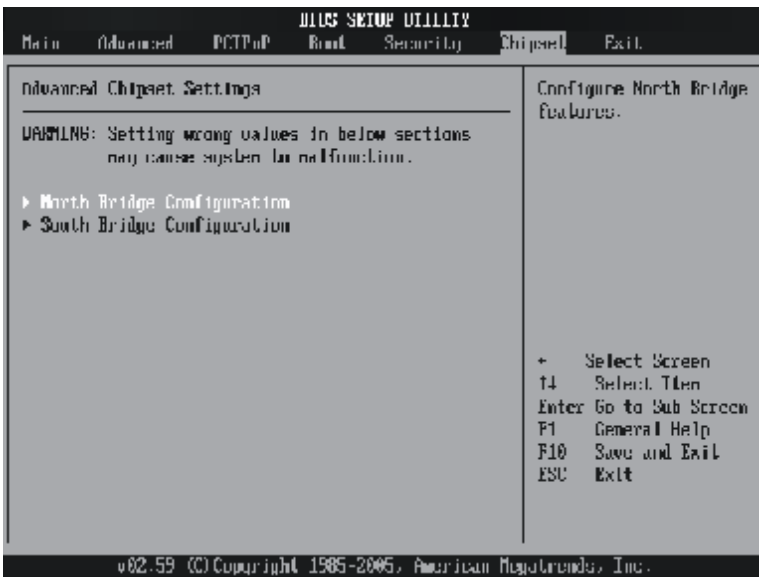 BIOS SETUP UTILITY
Main Advanced PCIPnP Boot Security Chipset Exit
Advanced Chipset Settings
WARNING: Setting wrong values in below sections
may cause system to malfunction.
▶ North Bridge Configuration
▶ South Bridge Configuration
Configure North Bridge
features.
← Select Screen
↑↓ Select Item
Enter Go to Sub Screen
F1 General Help
F10 Save and Exit
ESC Exit
v02.59 (C)Copyright 1985-2005, American Megatrends, Inc.